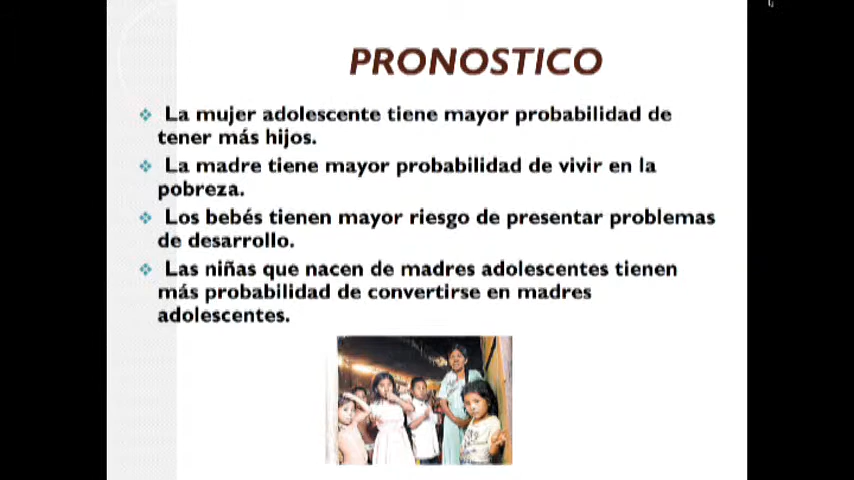 PRONOSTICO
La mujer adolescente tiene mayor probabilidad de
tener más hijos.
La madre tiene mayor probabilidad de vivir en la
pobreza.
Los bebés tienen mayor riesgo de presentar problemas
de desarrollo.
Las niñas que nacen de madres adolescentes tienen
más probabilidad de convertirse en madres
adolescentes.